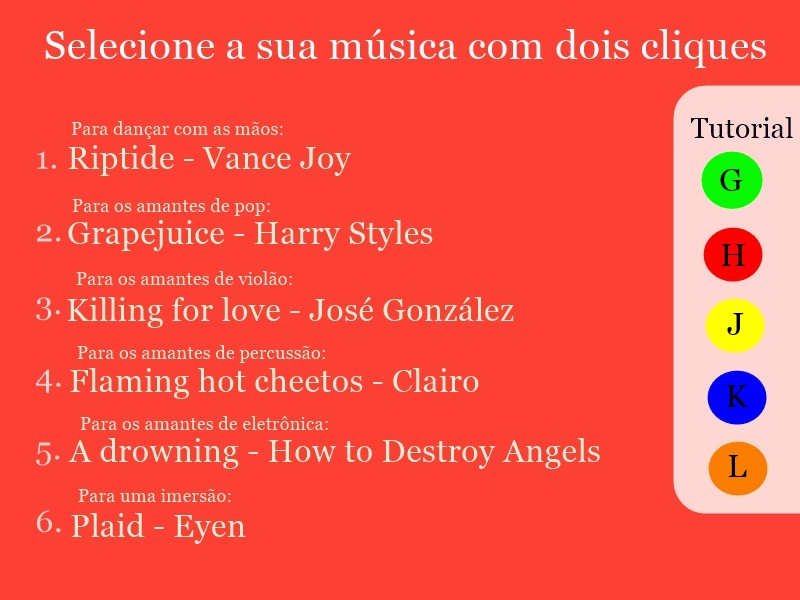 Selecione a sua música com dois cliques
Para dançar com as mãos:
1. Riptide - Vance Joy
Para os amantes de pop:
2. Grapejuice - Harry Styles
Para os amantes de violão:
3. Killing for love - José González
Para os amantes de percussão:
4. Flaming hot cheetos - Clairo
Para os amantes de eletrônica:
5. A drowning - How to Destroy Angels
Para uma imersão:
6. Plaid - Eyen
Tutorial
G
H
J
K
L